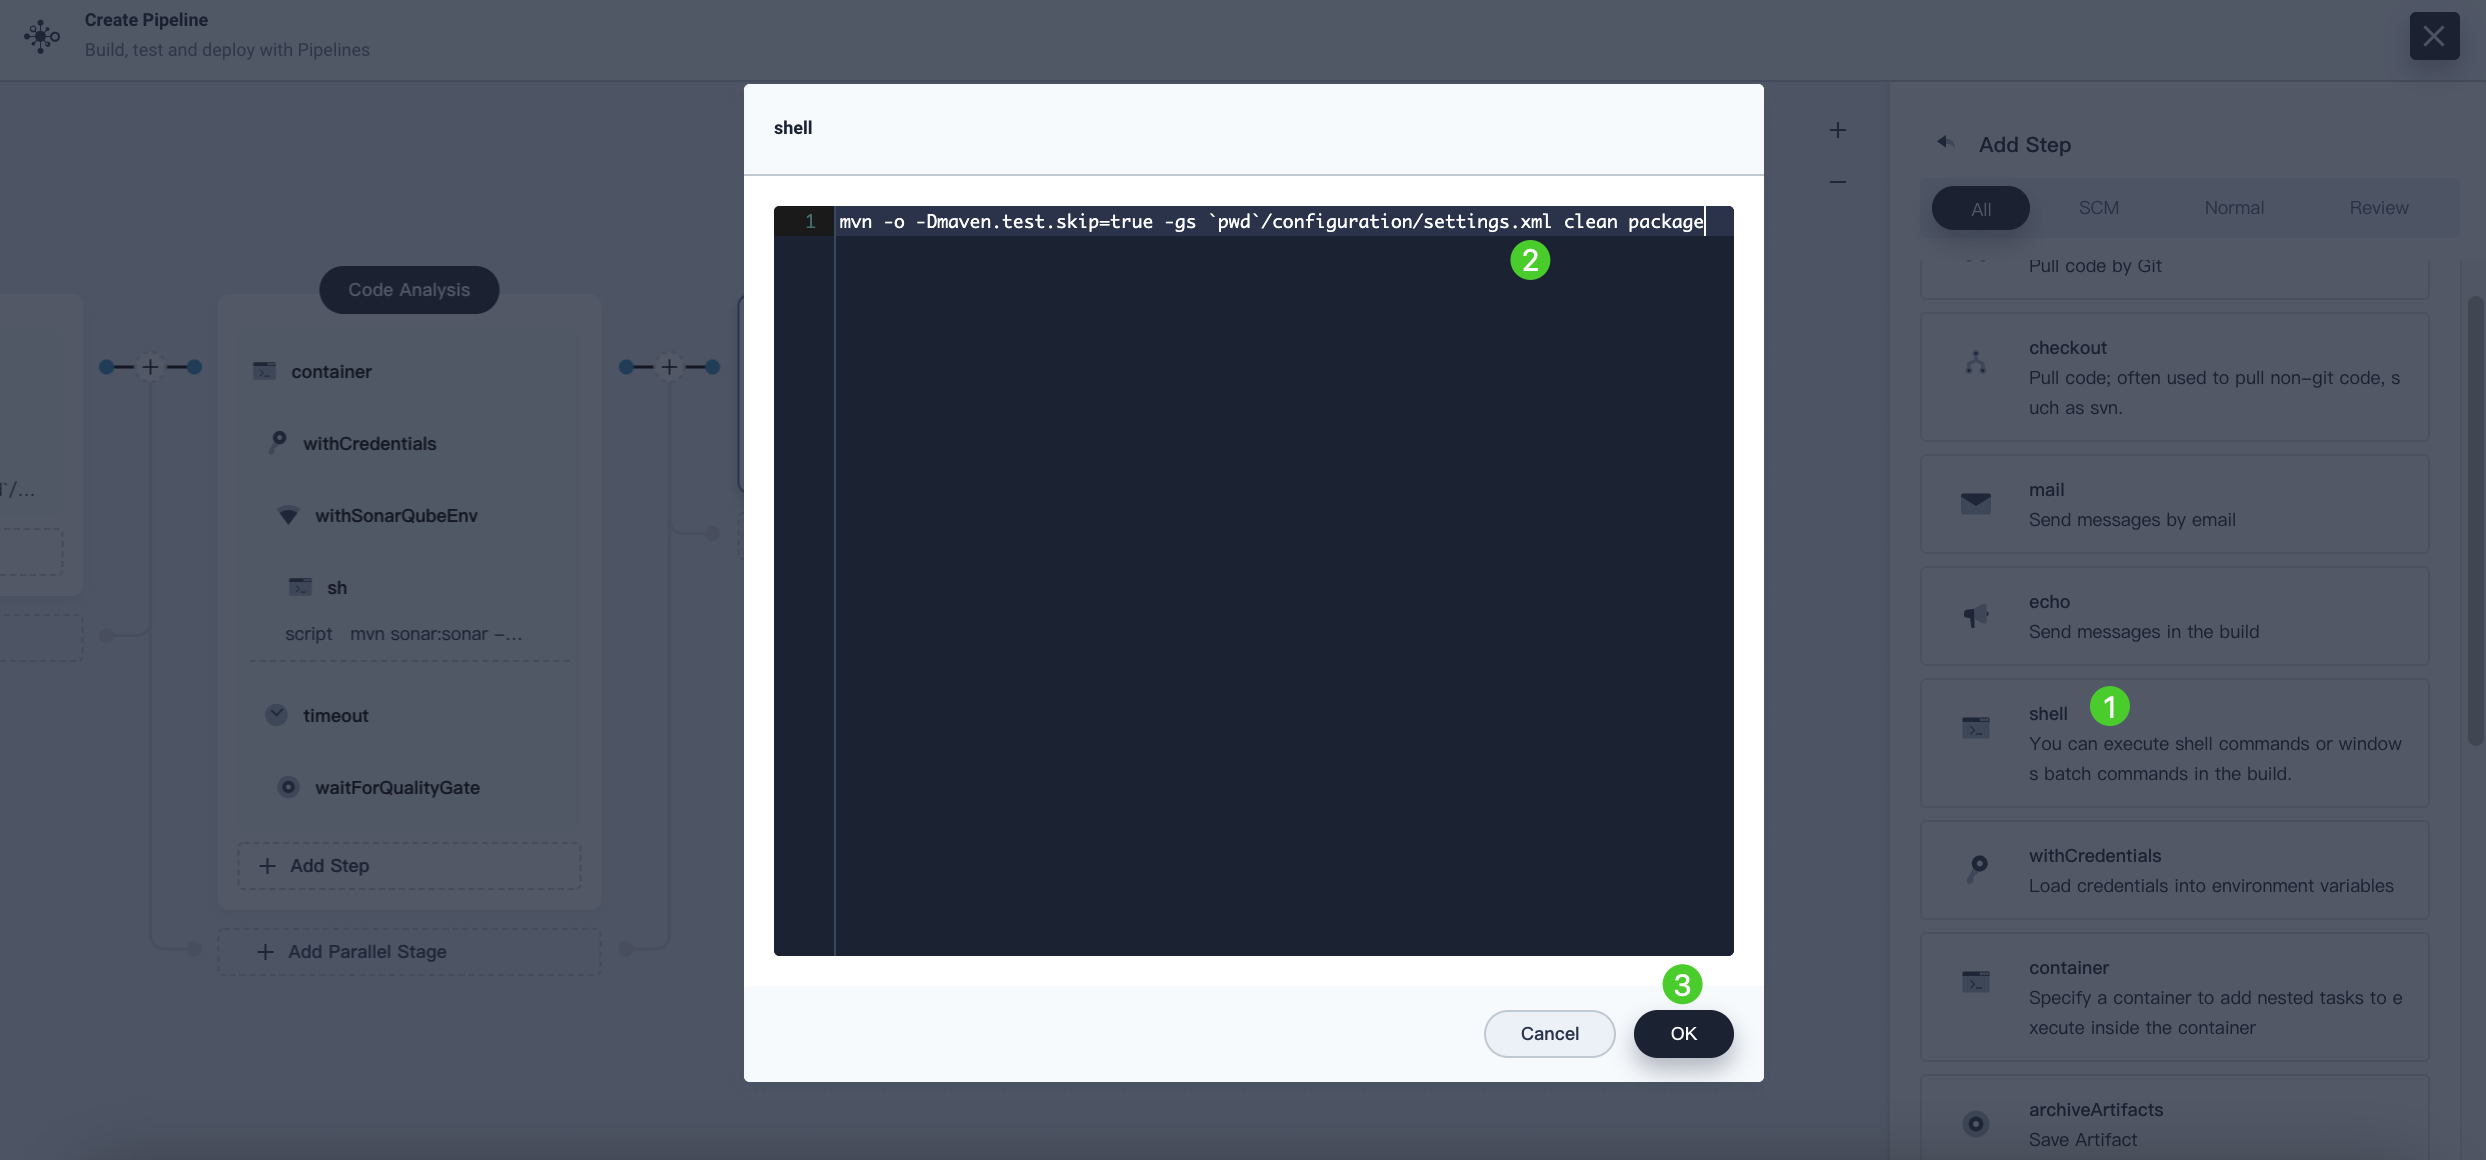 Create Pipeline
Build, test and deploy with Pipelines
shell
1 mvn -o -Dmaven.test.skip=true -gs `pwd`/configuration/settings.xml clean package
2
Cancel
3
OK
Code Analysis
container
withCredentials
withSonarQubeEnv
sh
script mvn sonar:sonar –...
timeout
waitForQualityGate
+ Add Step
+ Add Parallel Stage
Add Step
All
SCM
Normal
Review
Pull code by Git
checkout
Pull code; often used to pull non-git code, s
uch as svn.
mail
Send messages by email
echo
Send messages in the build
shell
1
You can execute shell commands or window
s batch commands in the build.
withCredentials
Load credentials into environment variables
container
Specify a container to add nested tasks to e
xecute inside the container
archiveArtifacts
Save Artifact